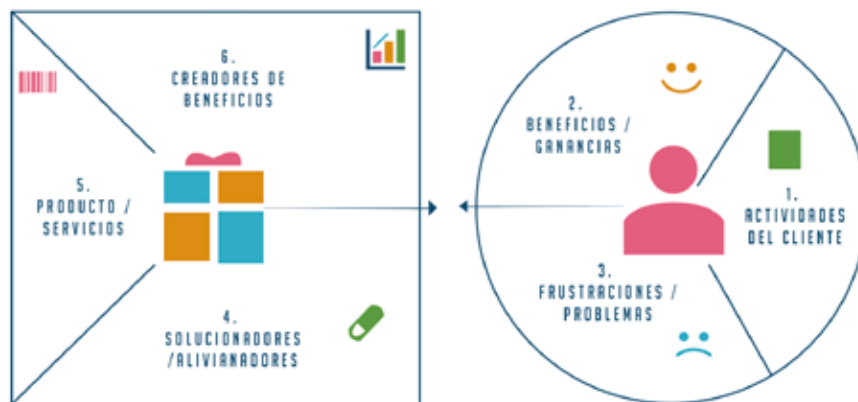 6.
CREADORES DE
BENEFICIOS
5.
PRODUCTO /
SERVICIOS
4.
SOLUCIONADORES
/ALIVIANADORES
2.
BENEFICIOS /
GANANCIAS
1.
ACTIVIDADES
DEL CLIENTE
3.
FRUSTRACIONES /
PROBLEMAS